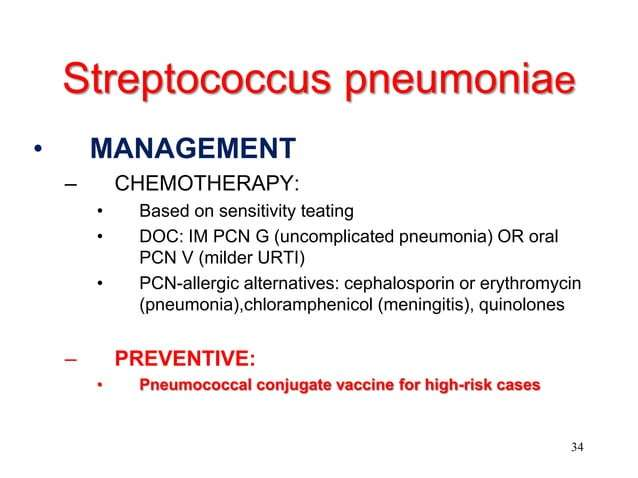 Streptococcus pneumoniae
• MANAGEMENT
– CHEMOTHERAPY:
• Based on sensitivity teating
• DOC: IM PCN G (uncomplicated pneumonia) OR oral
PCN V (milder URTI)
• PCN-allergic alternatives: cephalosporin or erythromycin
(pneumonia),chloramphenicol (meningitis), quinolones
– PREVENTIVE:
• Pneumococcal conjugate vaccine for high-risk cases
34